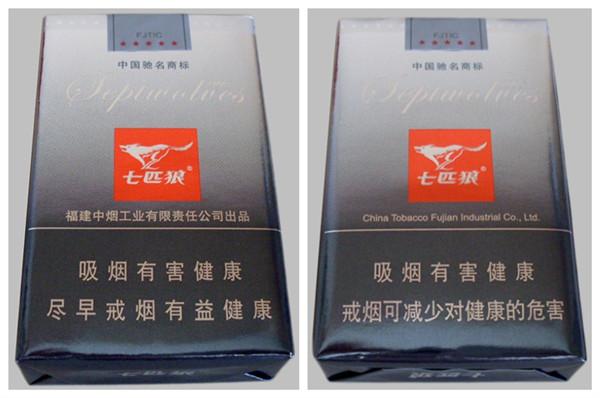 FJTIC
★★★★★
中国驰名商标
Septwolves
七匹狼®
福建中烟工业有限责任公司出品
吸烟有害健康
尽早戒烟有益健康
七匹狼
FJTIC
★★★★★
中国驰名商标
Septwolves
七匹狼®
China Tobacco Fujian Industrial Co., Ltd.
吸烟有害健康
戒烟可减少对健康的危害